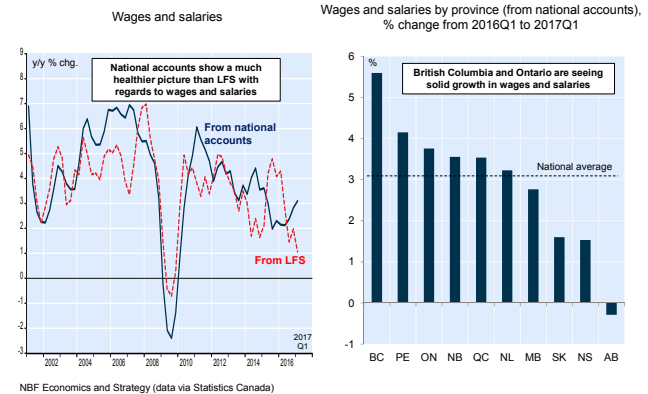 Wages and salaries
y/y % chg.
National accounts show a much
healthier picture than LFS with
regards to wages and salaries
From national
accounts
From LFS
9
8
7
6
5
4
3
2
1
0
-1
-2
-3
2017
Q1
2002 2004 2006 2008 2010 2012 2014 2016
NBF Economics and Strategy (data via Statistics Canada)
Wages and salaries by province (from national accounts),
% change from 2016Q1 to 2017Q1
%
British Columbia and Ontario are seeing
solid growth in wages and salaries
National average
6
5
4
3
2
1
0
-1
BC PE ON NB QC NL MB SK NS AB